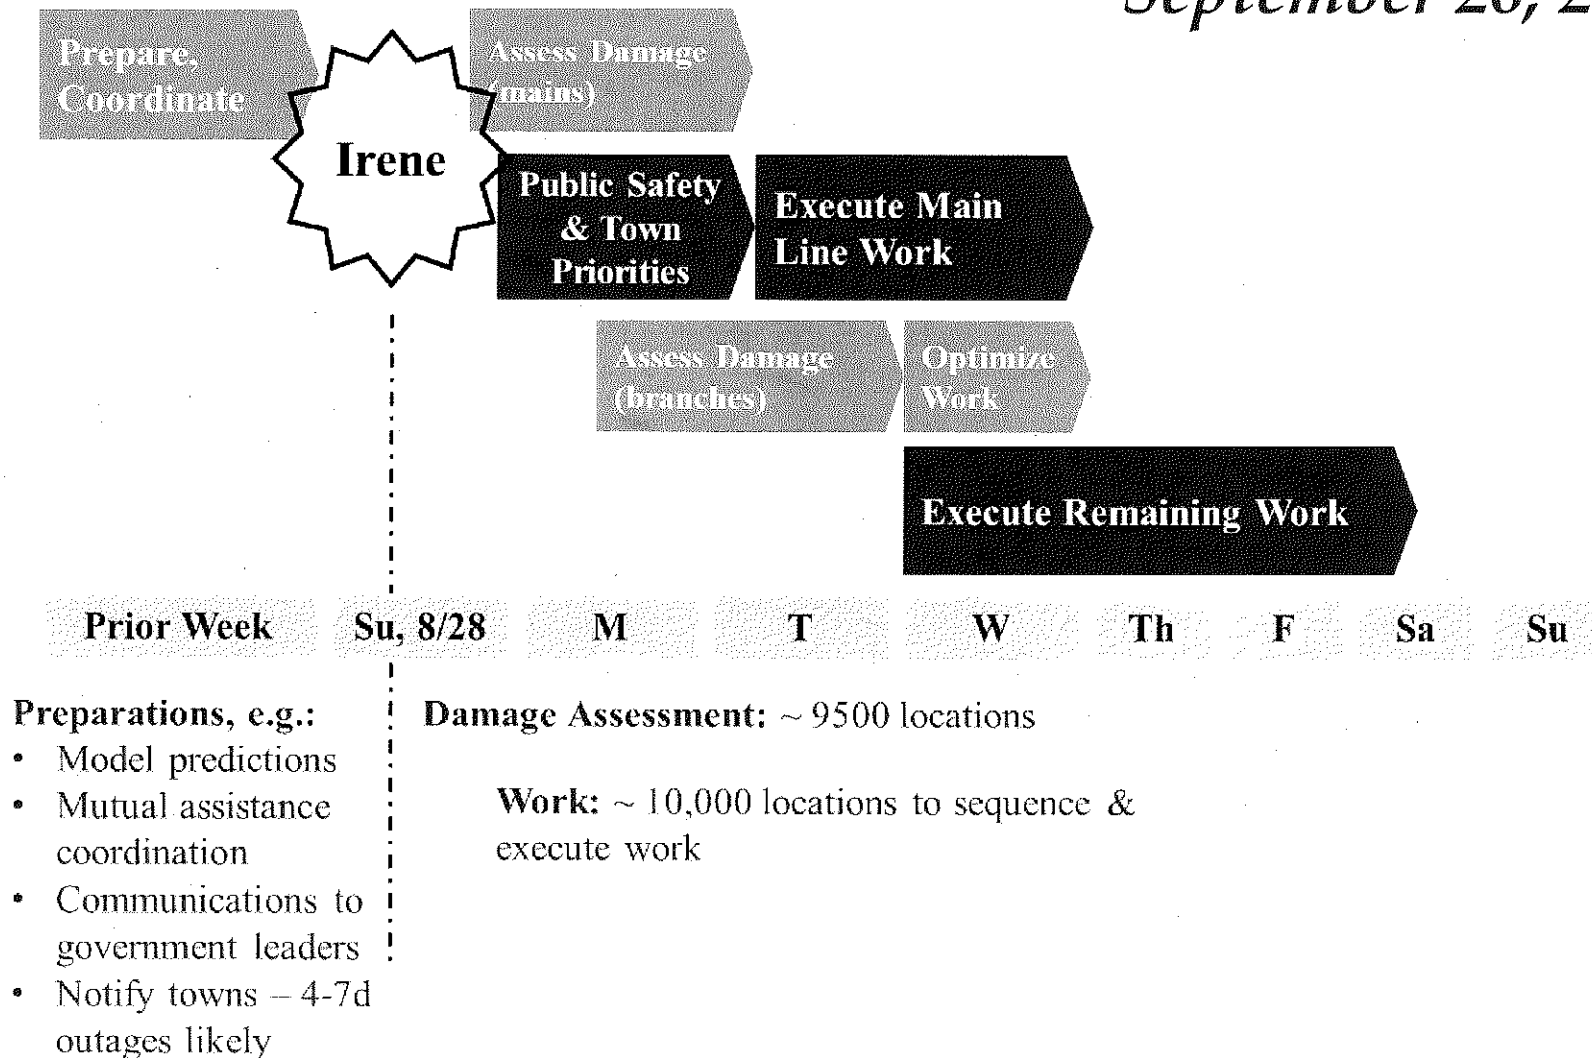 September 26, 2
Prepare,
Coordinate
Irene
Assess Damage
(mains)
Public Safety
& Town
Priorities
Execute Main
Line Work
Assess Damage
(branches)
Optimize
Work
Execute Remaining Work
Prior Week Su, 8/28 M T W Th F Sa Su
Preparations, e.g.:
• Model predictions
• Mutual assistance
coordination
• Communications to
government leaders
• Notify towns – 4-7d
outages likely
Damage Assessment: ~ 9500 locations
Work: ~ 10,000 locations to sequence &
execute work